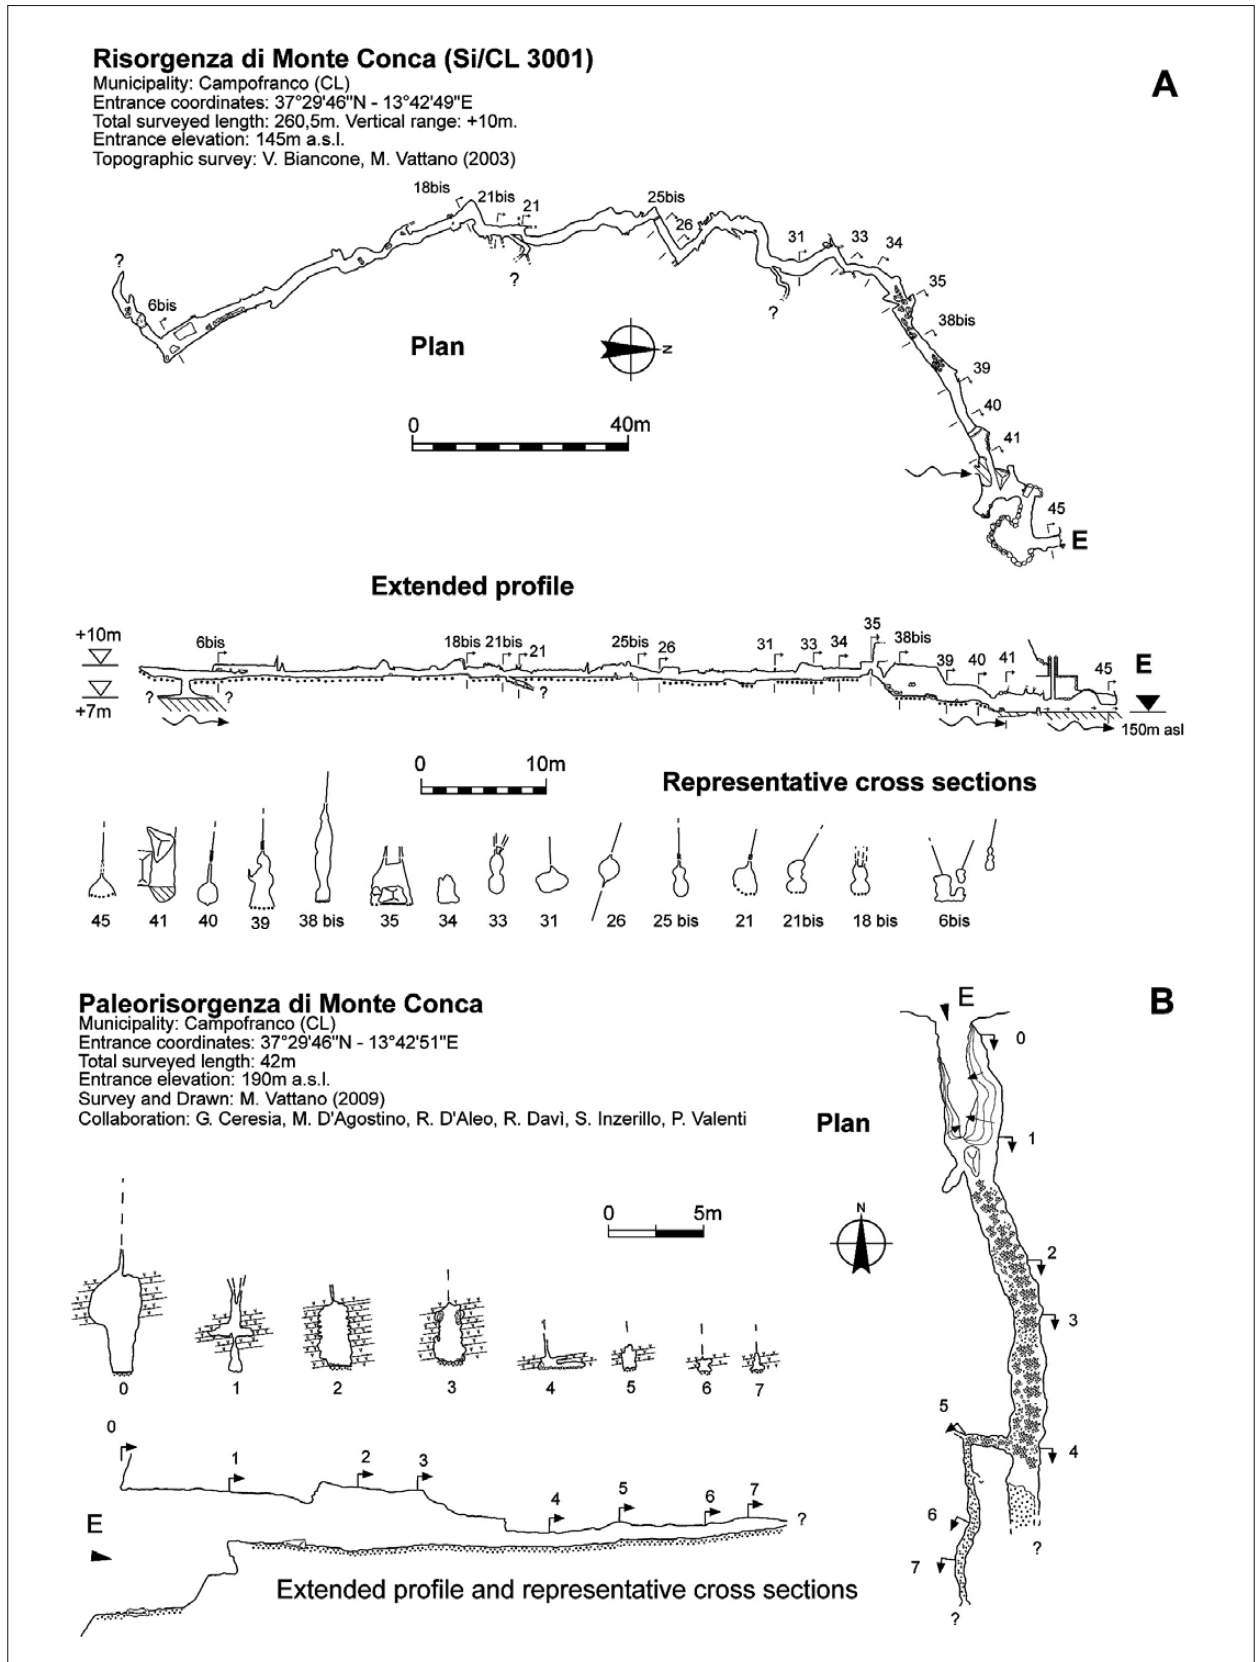 Risorgenza di Monte Conca (Si/CL 3001)
Municipality: Campofranco (CL)
Entrance coordinates: 37°29'46"N - 13°42'49"E
Total surveyed length: 260,5m. Vertical range: +10m.
Entrance elevation: 145m a.s.l.
Topographic survey: V. Biancone, M. Vattano (2003)
A
18bis
21bis
21
25bis
26
31
33
34
35
38bis
39
40
41
45
E
?
6bis
?
?
Plan
N
0 40m
Extended profile
+10m
+7m
6bis
18bis
21bis
21
25bis
26
31
33
34
35
38bis
39
40
41
45
E
? ?
?
150m asl
0 10m
Representative cross sections
45 41 40 39 38 bis 35 34 33 31 26 25 bis 21 21bis 18 bis 6bis
Paleorisorgenza di Monte Conca
Municipality: Campofranco (CL)
Entrance coordinates: 37°29'46"N - 13°42'51"E
Total surveyed length: 42m
Entrance elevation: 190m a.s.l.
Survey and Drawn: M. Vattano (2009)
Collaboration: G. Ceresia, M. D'Agostino, R. D'Aleo, R. Davì, S. Inzerillo, P. Valenti
B
E
0
1
2
3
4
5
6
7
?
?
Plan
N
0 5m
0 1 2 3 4 5 6 7
0
1
2
3
4
5
6
7
?
E
Extended profile and representative cross sections